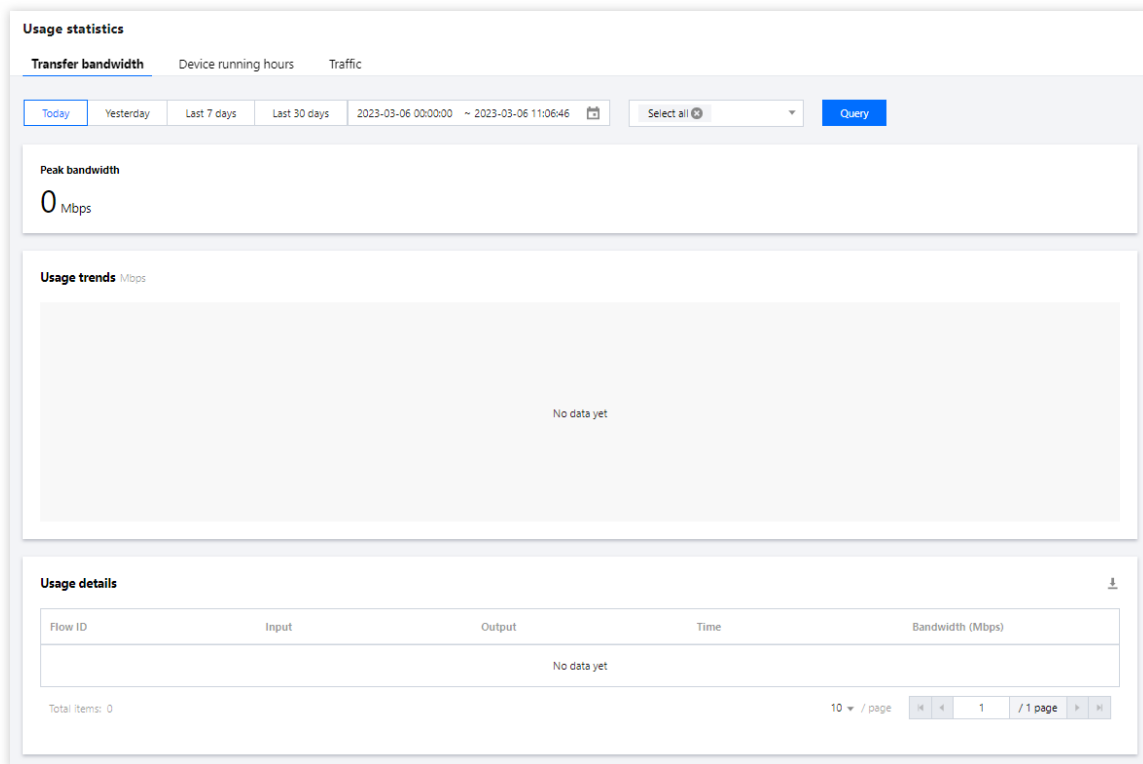 Usage statistics
Transfer bandwidth Device running hours Traffic
Today Yesterday Last 7 days Last 30 days 2023-03-06 00:00:00 ~ 2023-03-06 11:06:46 Select all Query
Peak bandwidth
0 Mbps
Usage trends Mbps
No data yet
Usage details
Flow ID Input Output Time Bandwidth (Mbps)
No data yet
Total items: 0 10 / page 1 / 1 page